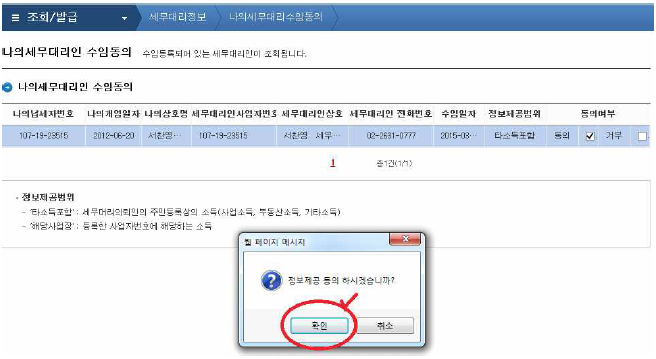 ≡ 조회/발급 세무대리정보 나의세무대리수임동의
나의세무대리인 수임동의 수임등록되어 있는 세무대리인이 조회됩니다.
나의세무대리인 수임동의
나의납세자번호 나의개업일자 나의상호명 세무대리인사업자번호 세무대리인상호 세무대리인 전화번호 수임일자 정보제공범위 동의여부
107-19-23515 2012-06-20 서찬영... 107-19-23515 서찬영 세무... 02-2631-0777 2015-03... 타소득포함 동의 거부
1 총1건(1/1)
· 정보제공범위
- '타소득포함' : 세무대리의뢰인의 주민등록상의 소득(사업소득, 부동산소득, 기타소득)
- '해당사업장' : 등록한 사업자번호에 해당하는 소득
웹 페이지 메시지
정보제공 동의 하시겠습니까?
확인 취소